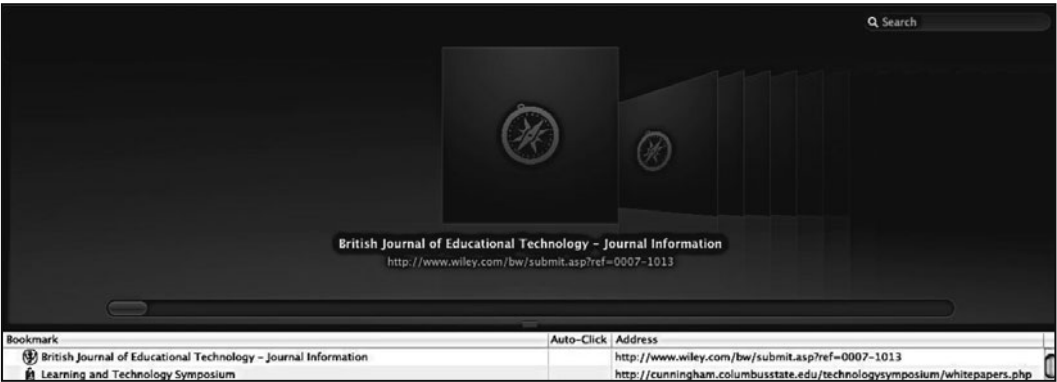 Search
British Journal of Educational Technology – Journal Information
http://www.wiley.com/bw/submit.asp?ref=0007-1013
Bookmark Auto-Click Address
British Journal of Educational Technology – Journal Information http://www.wiley.com/bw/submit.asp?ref=0007-1013
Learning and Technology Symposium http://cunningham.columbusstate.edu/technologysymposium/whitepapers.php